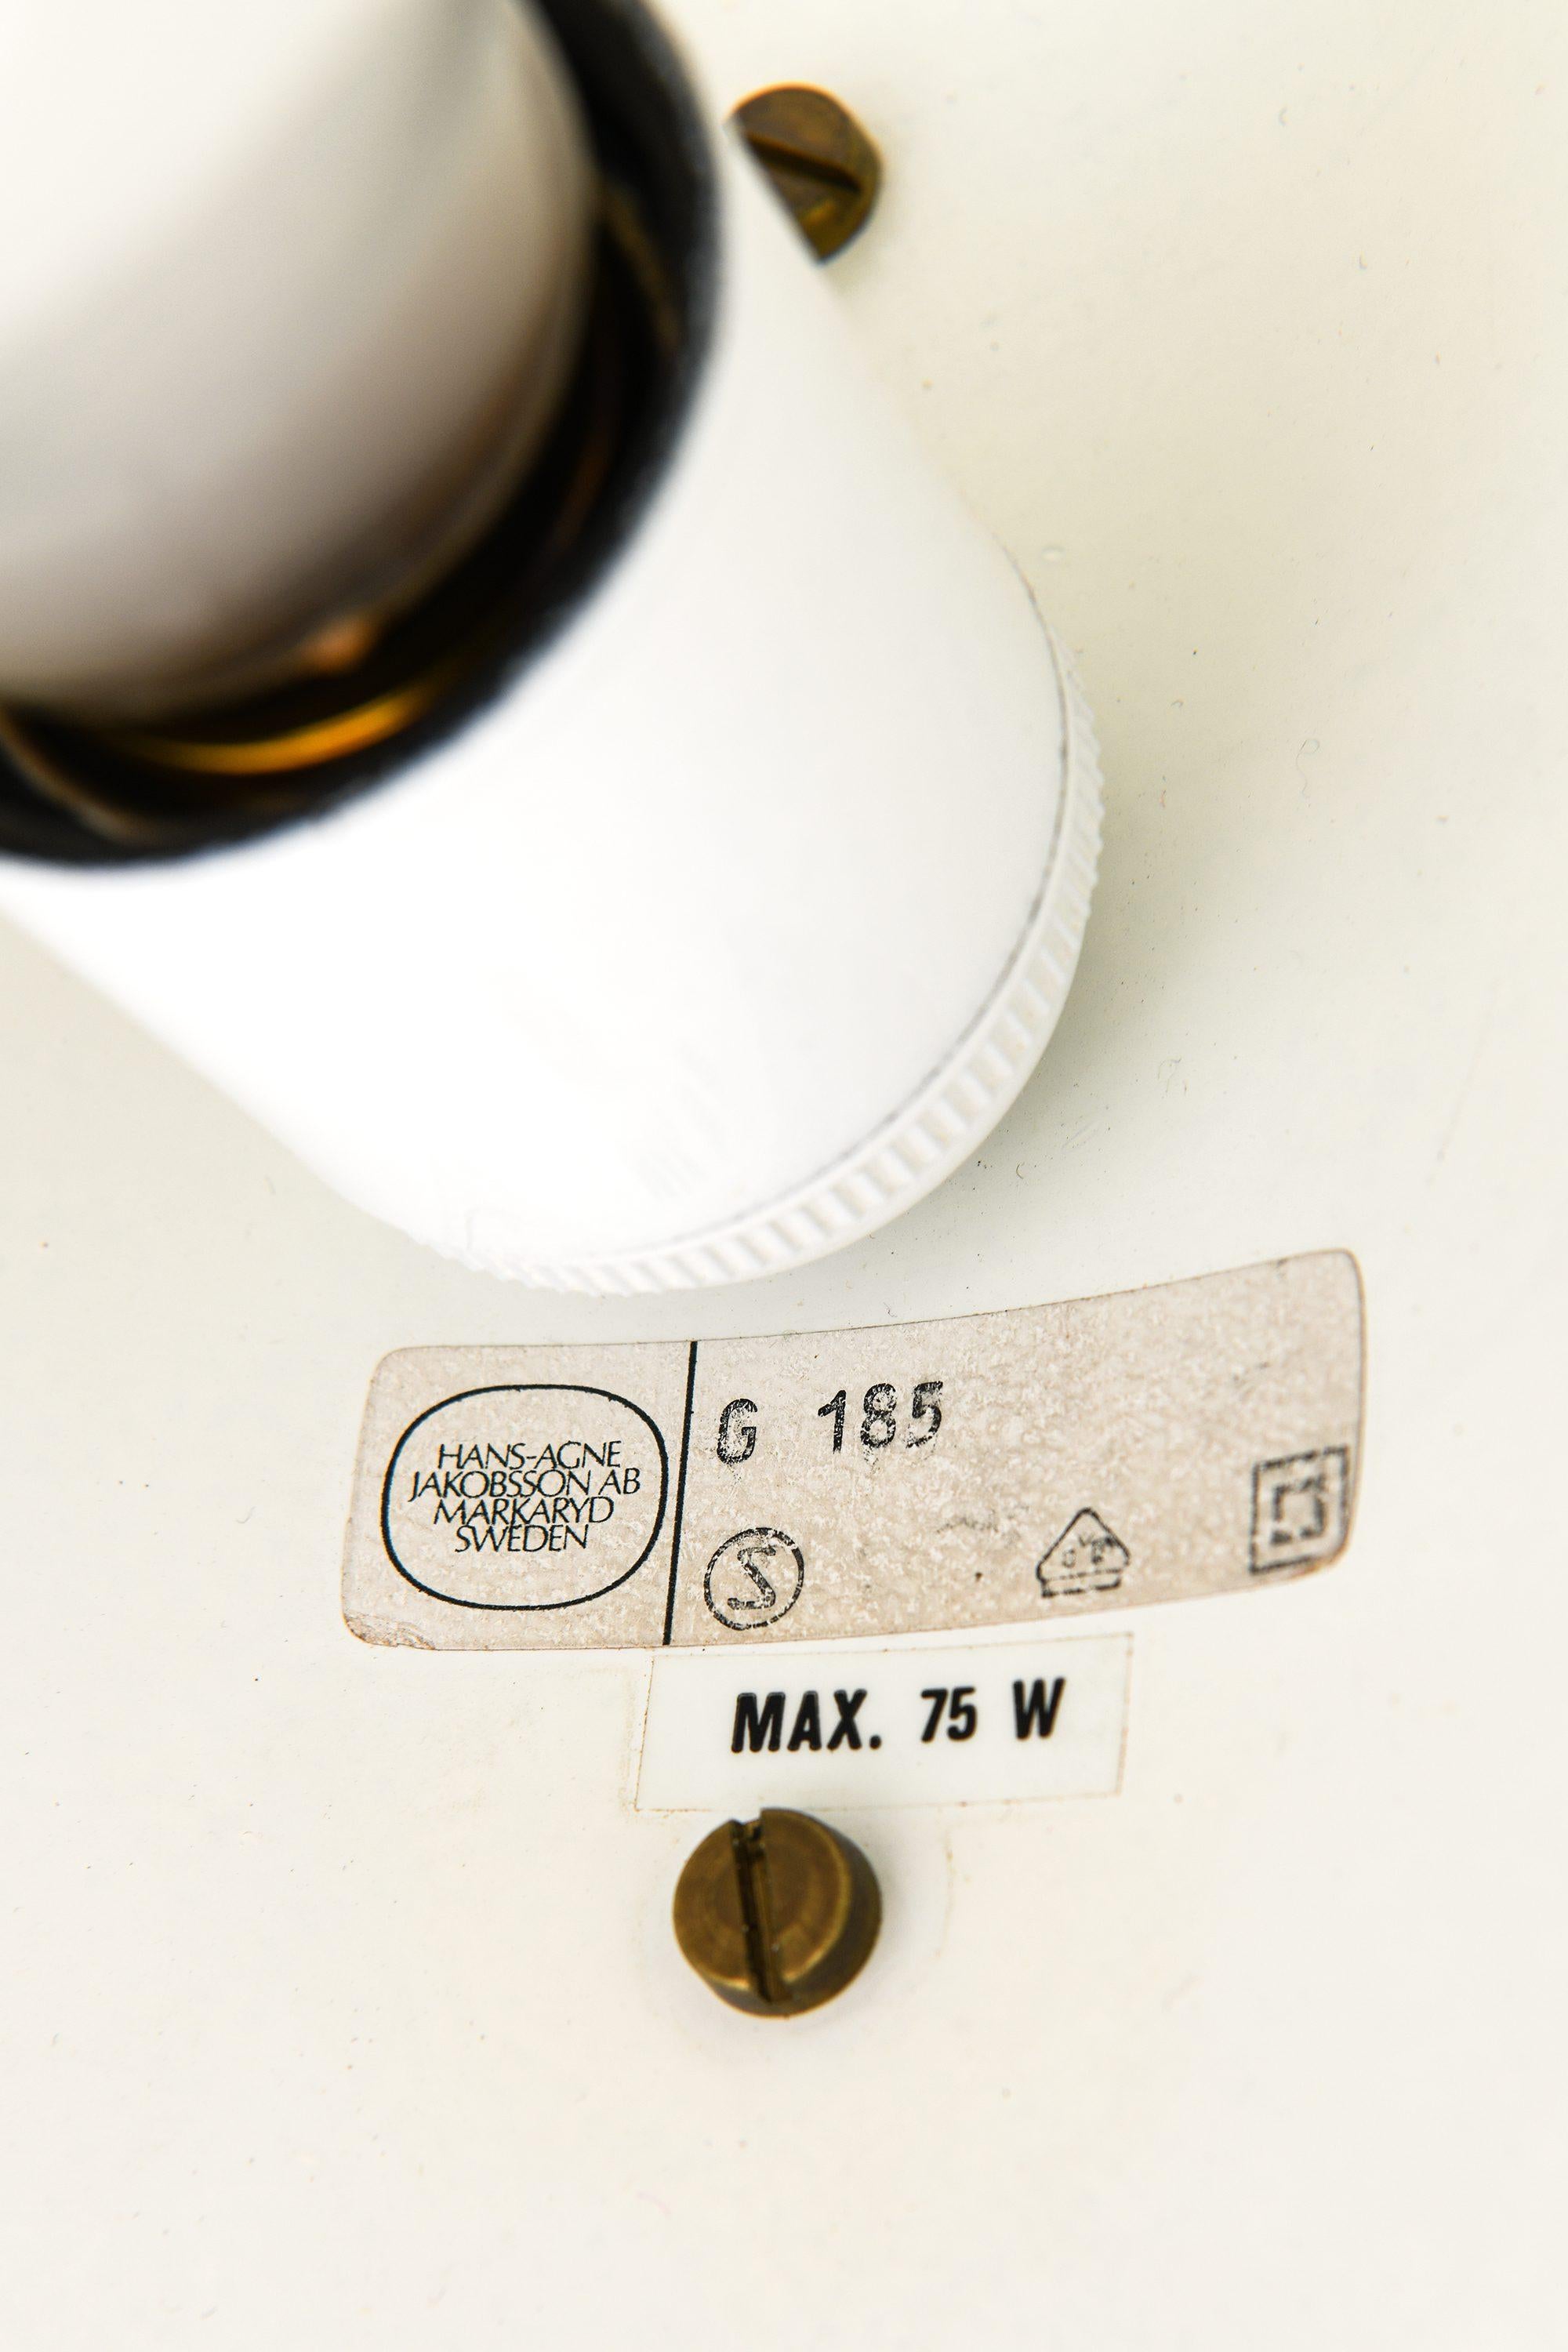 HANS-AGNE
JAKOBSSON AB
MARKARYD
SWEDEN
G 185
S
MAX. 75 W